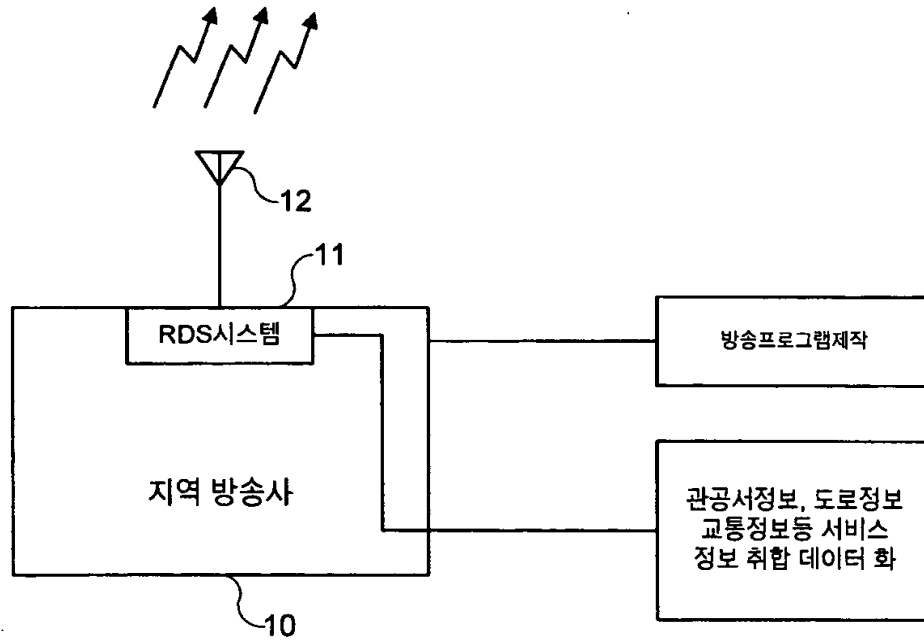 12
11
RDS시스템
방송프로그램제작
지역 방송사
관공서정보, 도로정보
교통정보등 서비스
정보 취합 데이터 화
10